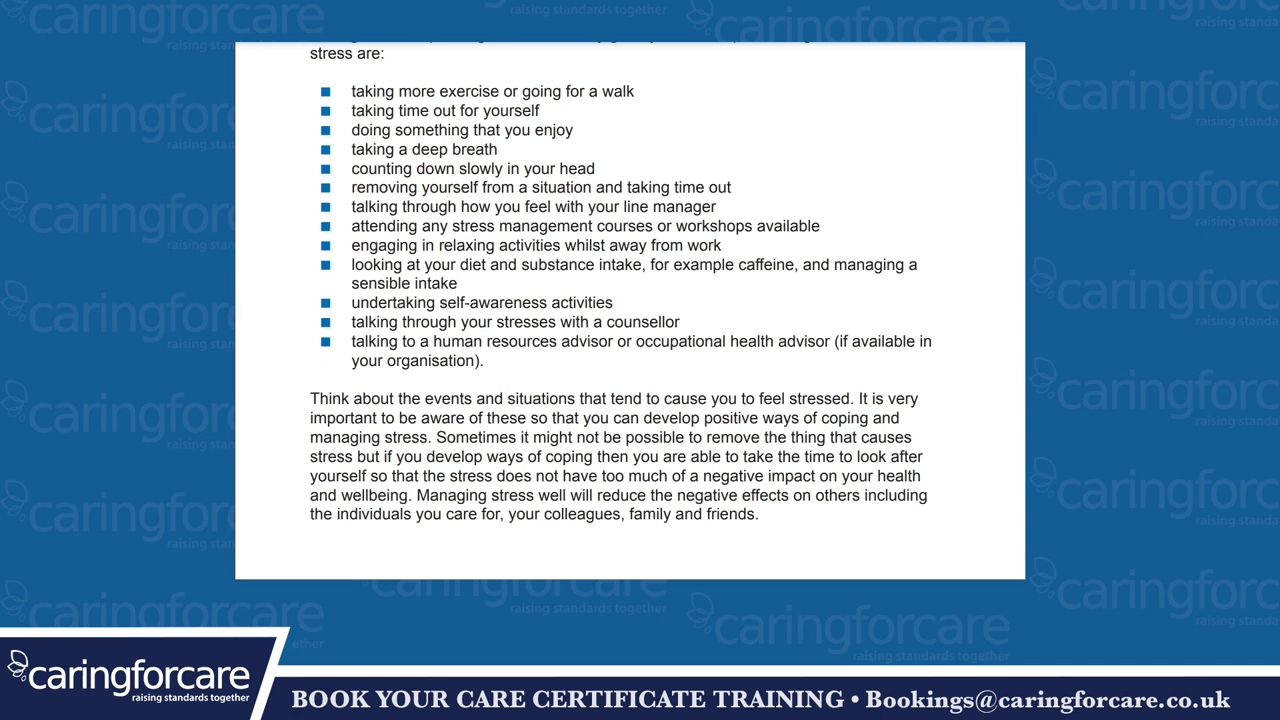 stress are:
taking more exercise or going for a walk
taking time out for yourself
doing something that you enjoy
taking a deep breath
counting down slowly in your head
removing yourself from a situation and taking time out
talking through how you feel with your line manager
attending any stress management courses or workshops available
engaging in relaxing activities whilst away from work
looking at your diet and substance intake, for example caffeine, and managing a
sensible intake
undertaking self-awareness activities
talking through your stresses with a counsellor
talking to a human resources advisor or occupational health advisor (if available in
your organisation).
Think about the events and situations that tend to cause you to feel stressed. It is very
important to be aware of these so that you can develop positive ways of coping and
managing stress. Sometimes it might not be possible to remove the thing that causes
stress but if you develop ways of coping then you are able to take the time to look after
yourself so that the stress does not have too much of a negative impact on your health
and wellbeing. Managing stress well will reduce the negative effects on others including
the individuals you care for, your colleagues, family and friends.
caringforcare
raising standards together
BOOK YOUR CARE CERTIFICATE TRAINING • Bookings@caringforcare.co.uk